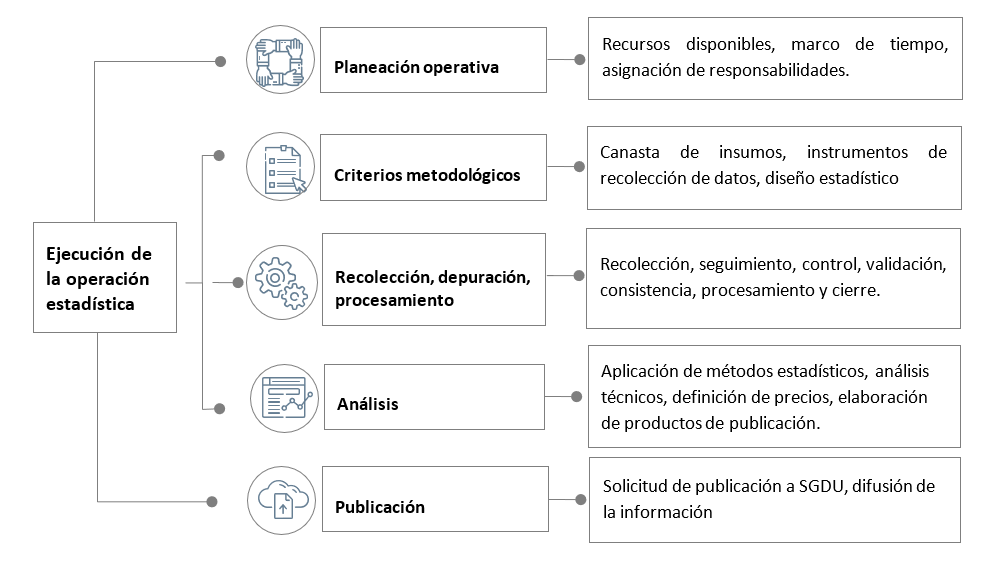 Ejecución de
la operación
estadística
Planeación operativa
Recursos disponibles, marco de tiempo,
asignación de responsabilidades.
Criterios metodológicos
Canasta de insumos, instrumentos de
recolección de datos, diseño estadístico
Recolección, depuración,
procesamiento
Recolección, seguimiento, control, validación,
consistencia, procesamiento y cierre.
Análisis
Aplicación de métodos estadísticos, análisis
técnicos, definición de precios, elaboración
de productos de publicación.
Publicación
Solicitud de publicación a SGDU, difusión de
la información